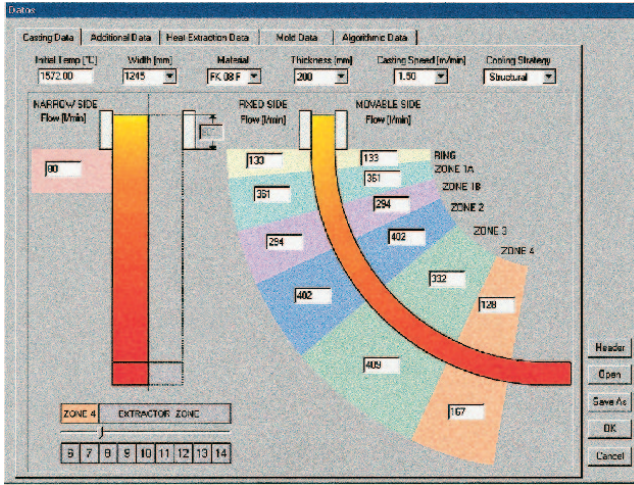 Datos
Casting Data Additional Data Heat Extraction Data Mold Data Algorithmic Data
Initial Temp [°C] Width [mm] Material Thickness [mm] Casting Speed [m/min] Cooling Strategy
1572.00 1245 FK 08 F 200 1.50 Structural
NARROW SIDE FIXED SIDE MOVABLE SIDE
Flow [l/min] Flow [l/min] Flow [l/min]
80
133 133 RING
361 361 ZONE 1A
294 294 ZONE 1B
402 402 ZONE 2
409 332 ZONE 3
167 128 ZONE 4
ZONE 4 EXTRACTOR ZONE
6 7 8 9 10 11 12 13 14
Header
Open
Save As
OK
Cancel